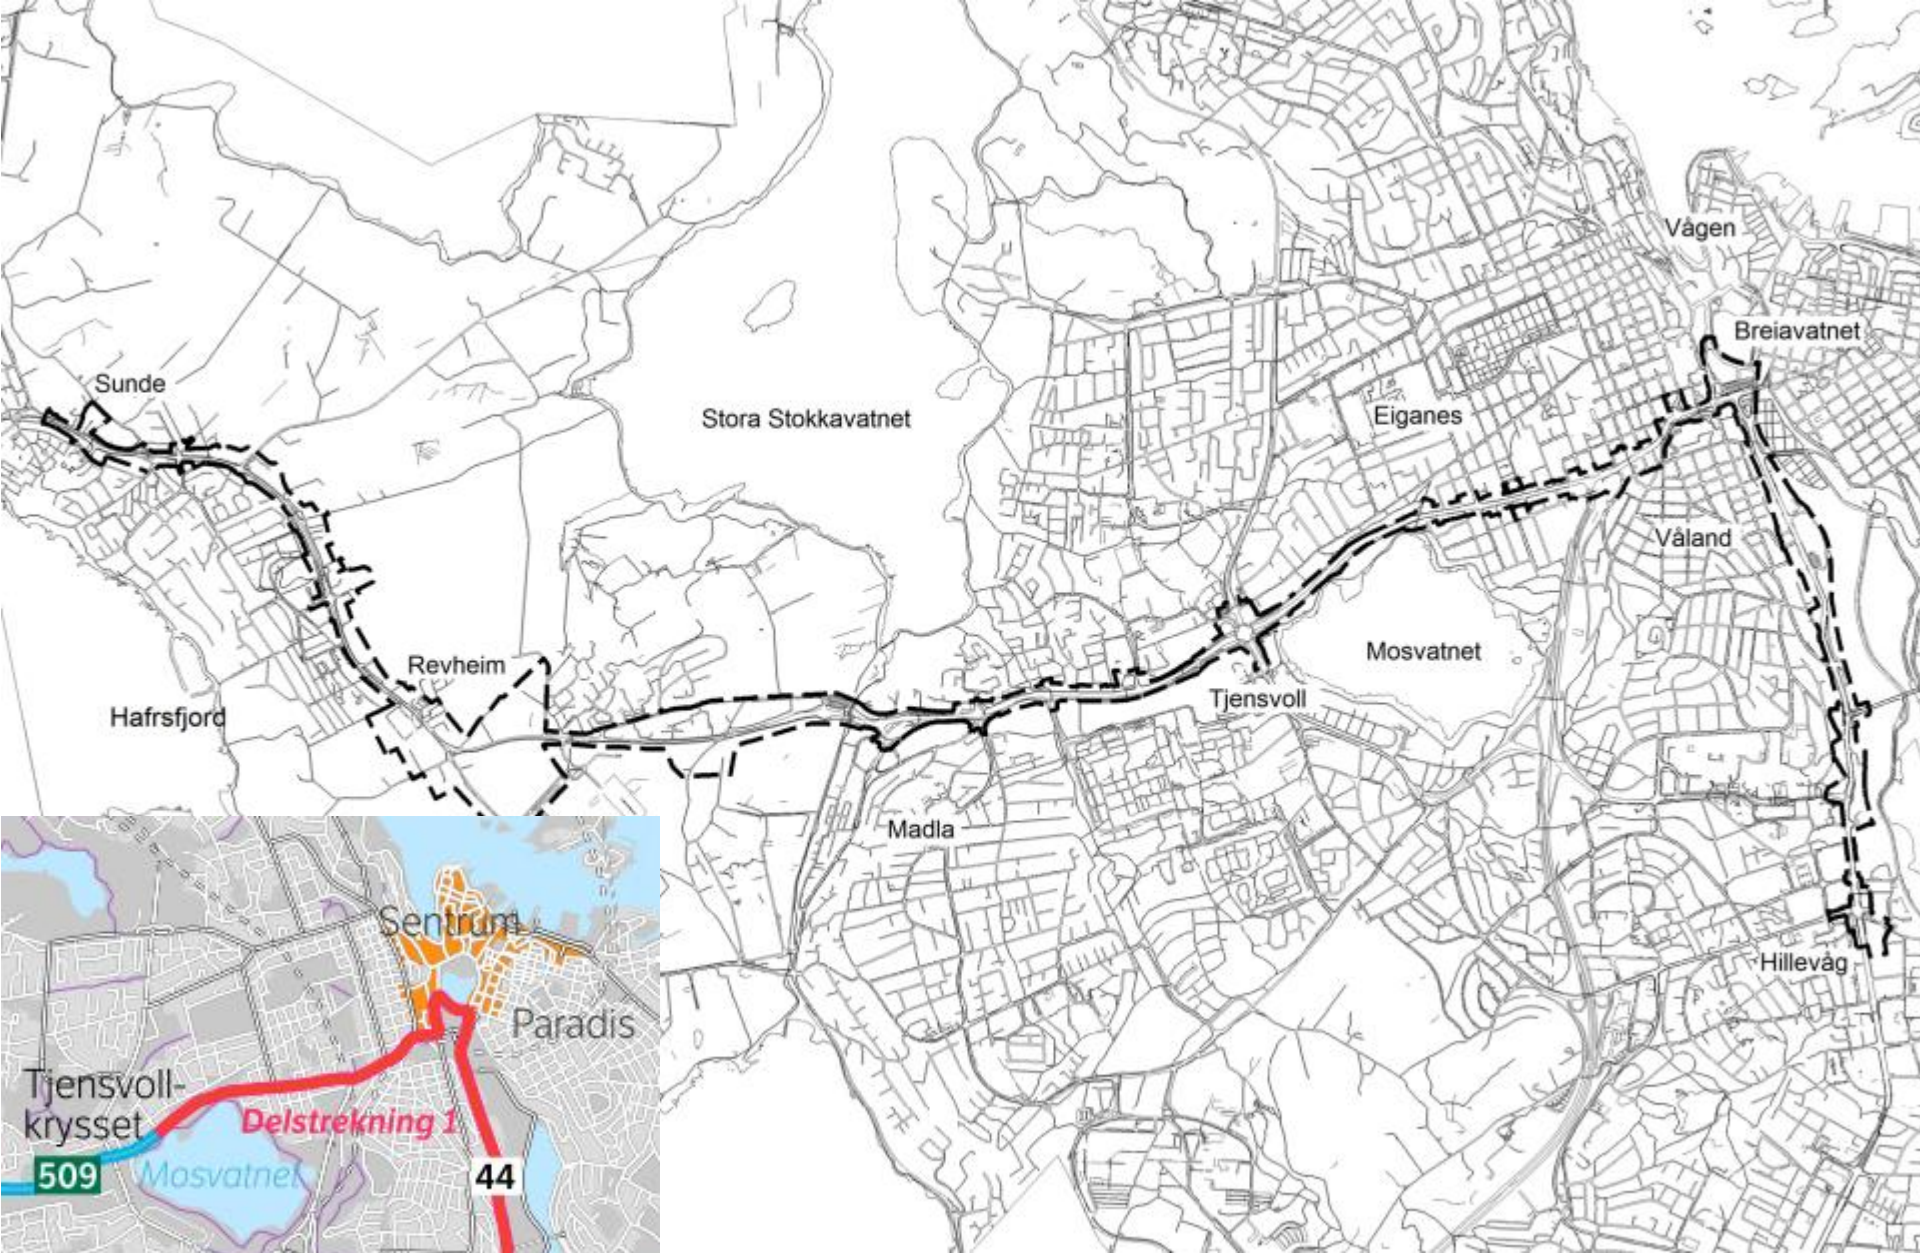 Vågen
Breiavatnet
Sunde
Stora Stokkavatnet
Eiganes
Våland
Revheim
Mosvatnet
Tjensvoll
Hafrsfjord
Madla
Hillevåg
Sentrum
Paradis
Tjensvoll-
krysset
Delstrekning 1
509
Mosvatnet
44